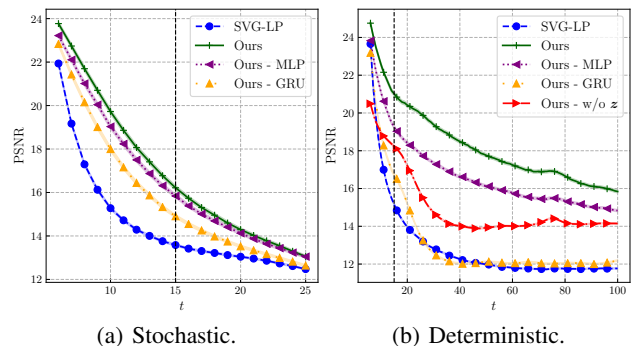 SVG-LP
Ours
Ours - MLP
Ours - GRU
PSNR
24
22
20
18
16
14
12
10
15
20
25
t
(a) Stochastic.
SVG-LP
Ours
Ours - MLP
Ours - GRU
Ours - w/o z
PSNR
24
22
20
18
16
14
12
20
40
60
80
100
t
(b) Deterministic.